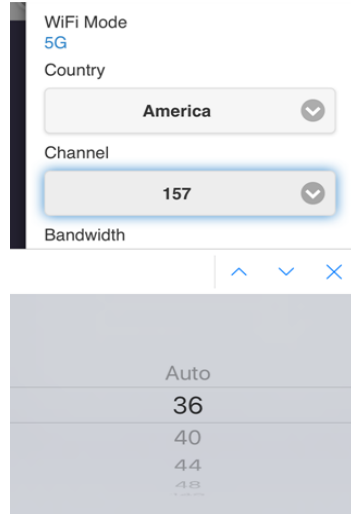 WiFi Mode
5G
Country
America
Channel
157
Bandwidth
Auto
36
40
44
48